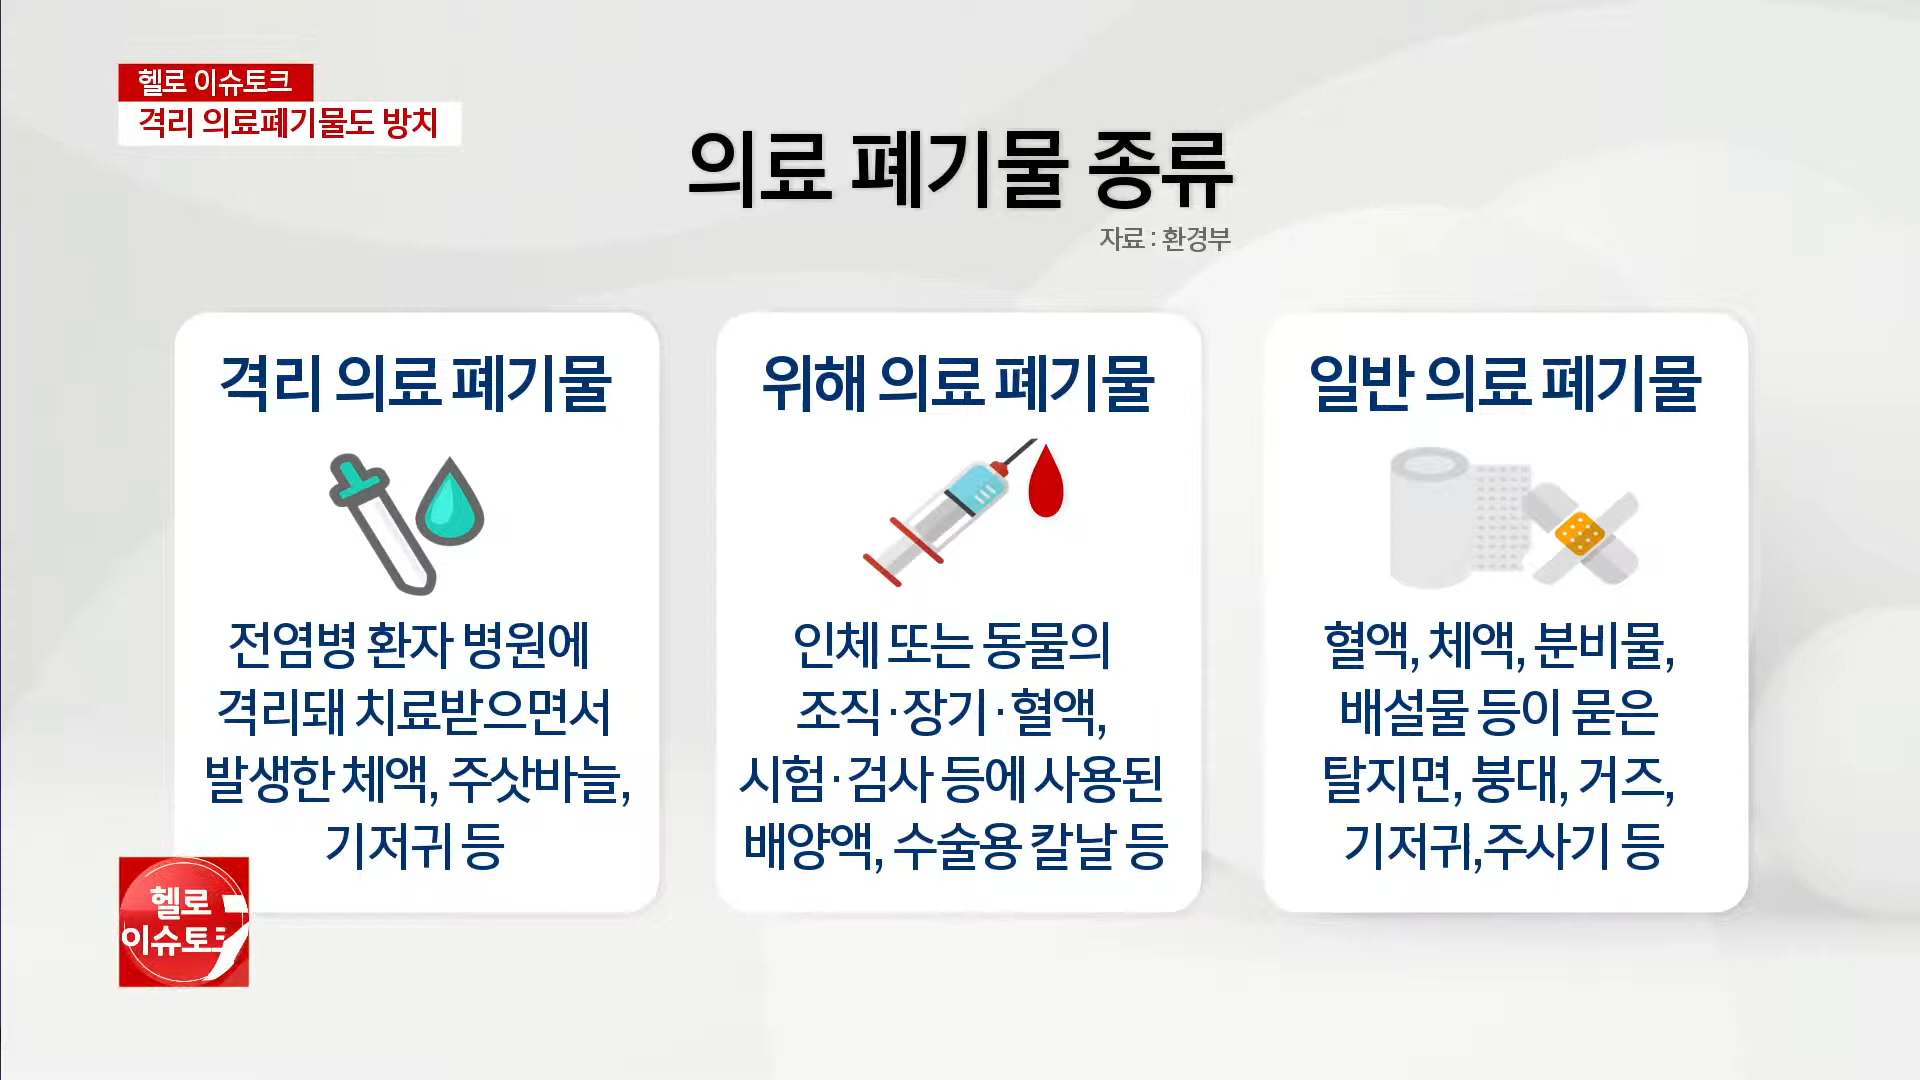 헬로 이슈토크
격리 의료폐기물도 방치
의료 폐기물 종류
자료 : 환경부
격리 의료 폐기물
전염병 환자 병원에
격리돼 치료받으면서
발생한 체액, 주삿바늘,
기저귀 등
위해 의료 폐기물
인체 또는 동물의
조직·장기·혈액,
시험·검사 등에 사용된
배양액, 수술용 칼날 등
일반 의료 폐기물
혈액, 체액, 분비물,
배설물 등이 묻은
탈지면, 붕대, 거즈,
기저귀,주사기 등
헬로
이슈토크